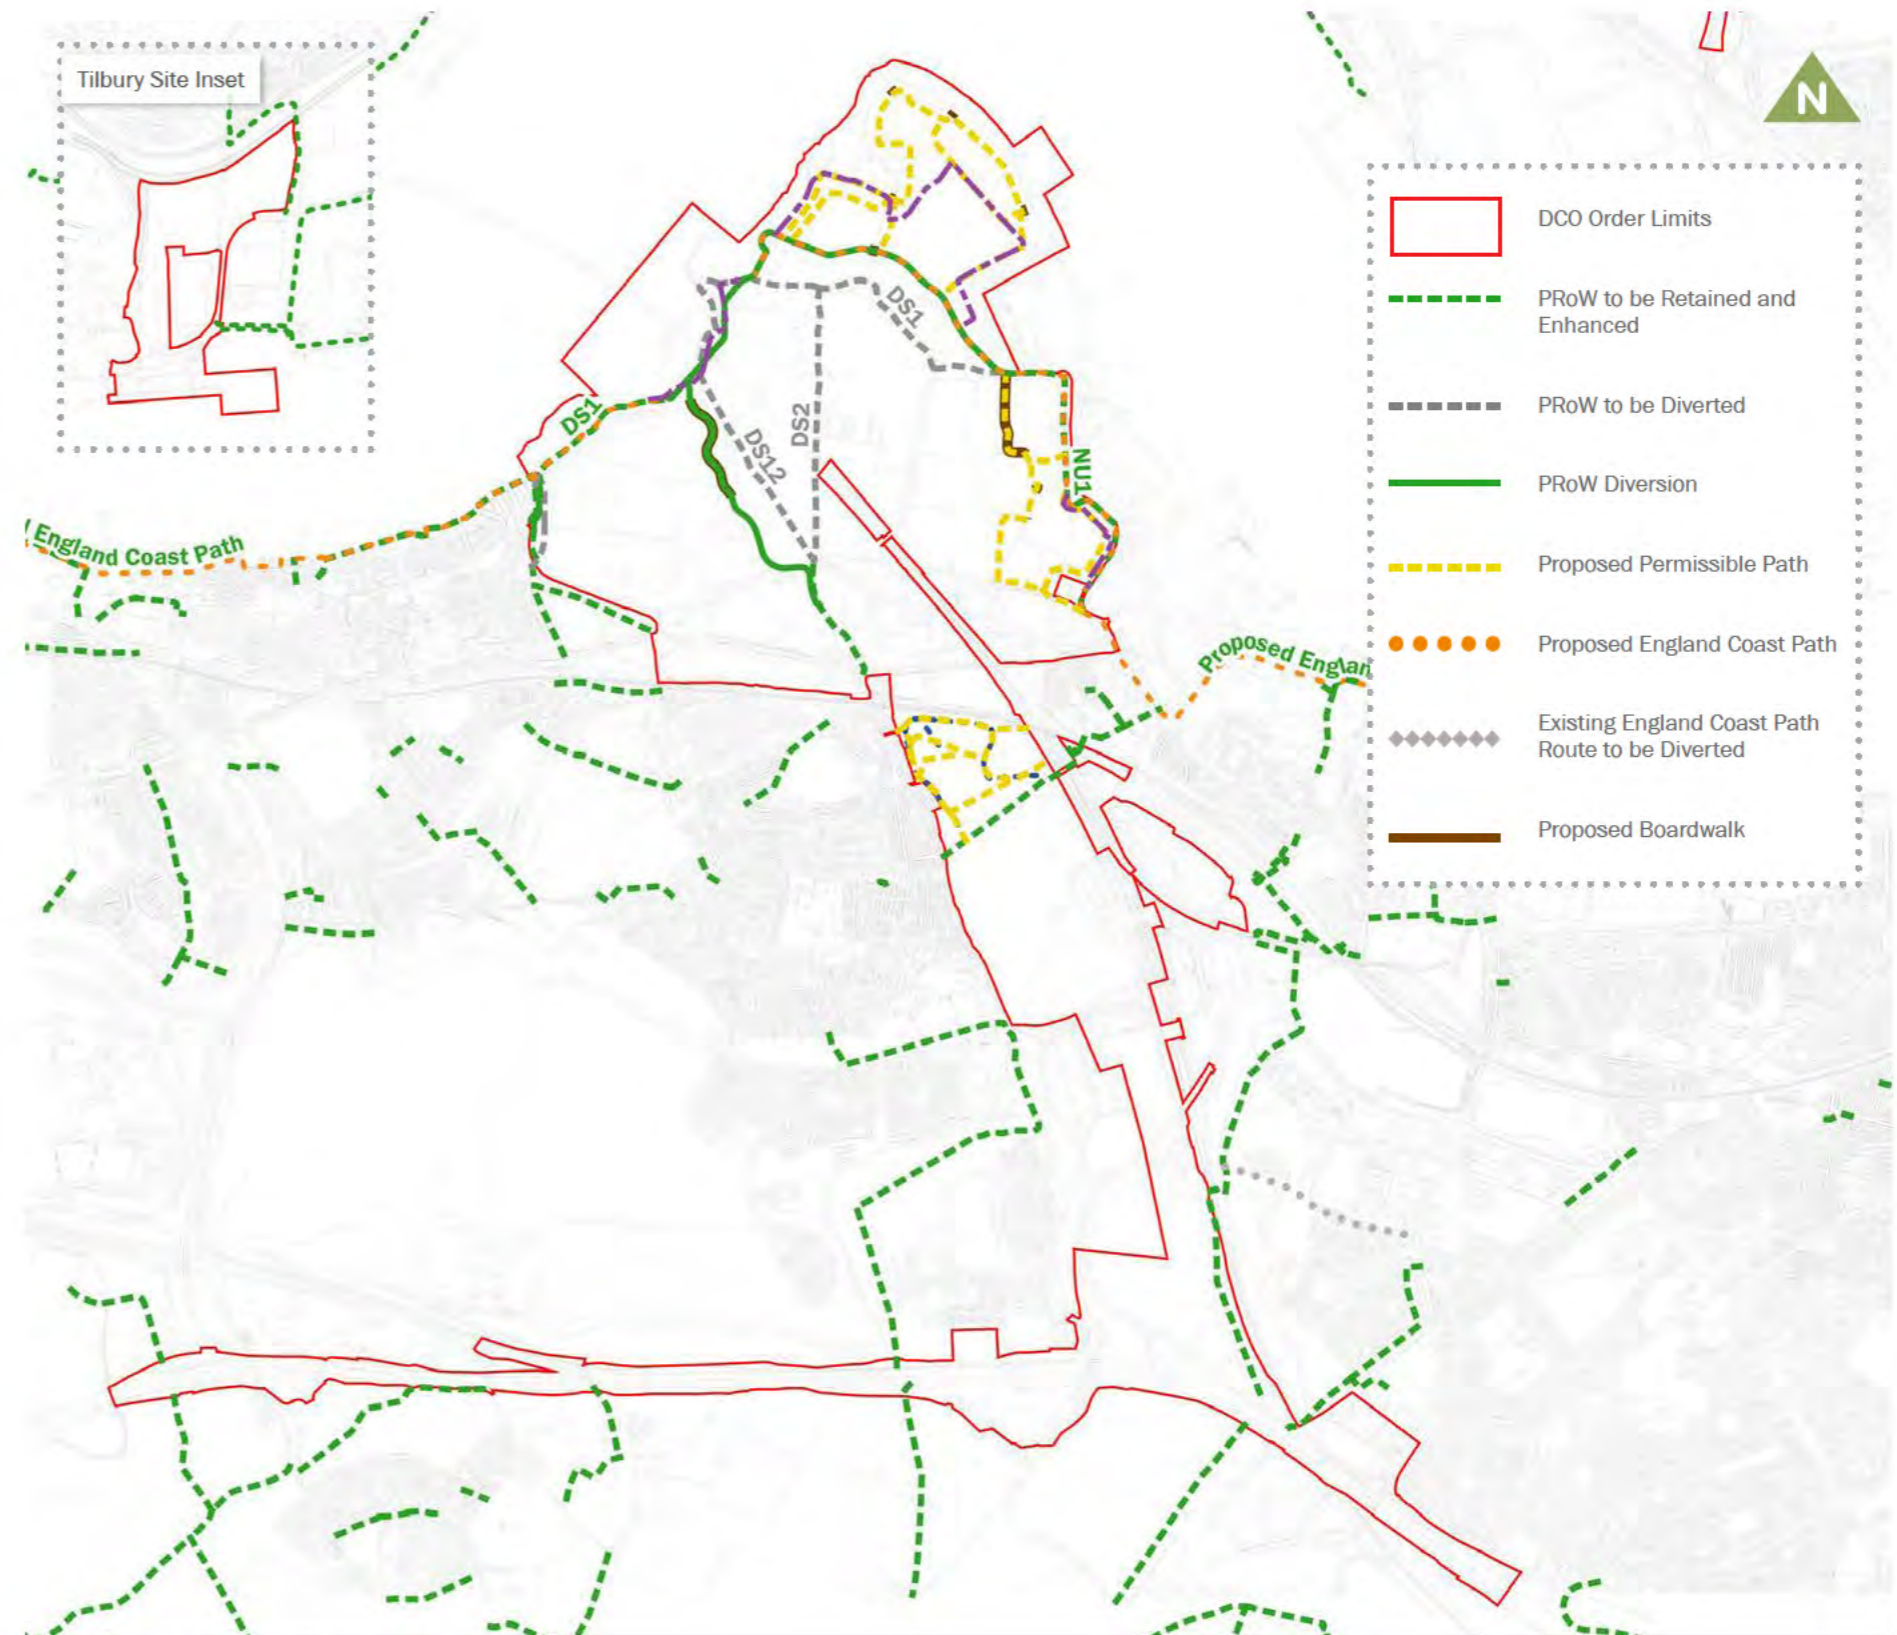 Tilbury Site Inset
N
DCO Order Limits
PRoW to be Retained and
Enhanced
PRoW to be Diverted
PRoW Diversion
Proposed Permissible Path
Proposed England Coast Path
Existing England Coast Path
Route to be Diverted
Proposed Boardwalk
DS1
DS1
DS2
DS12
NU1
England Coast Path
Proposed Englan